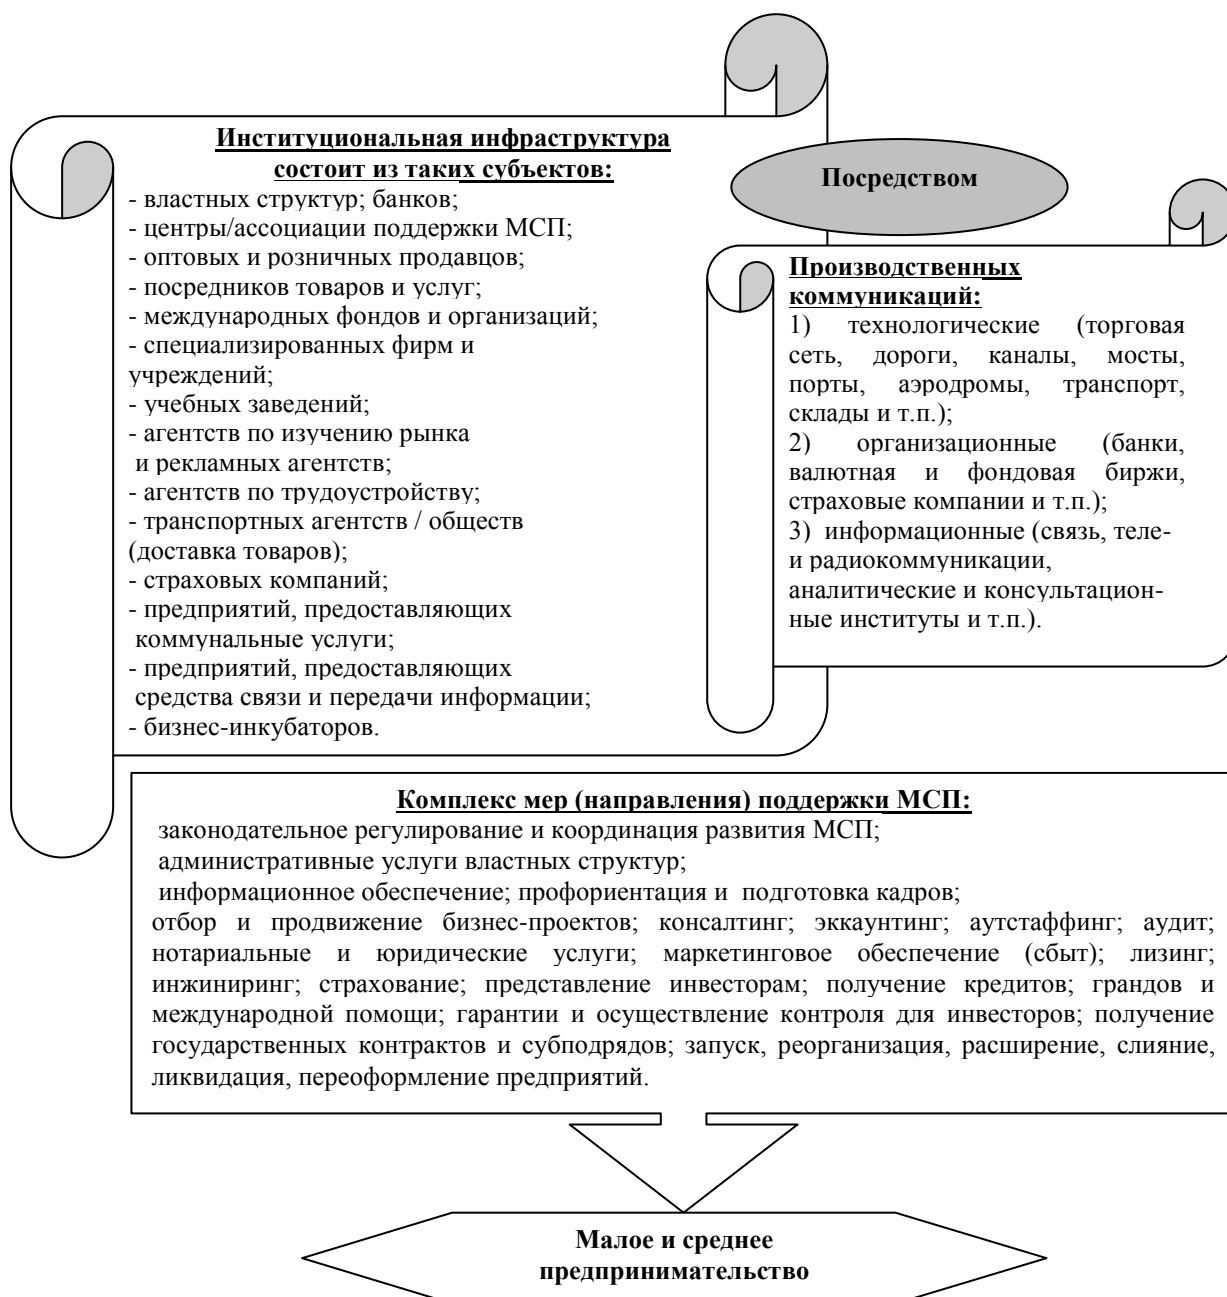 Институциональная инфраструктура
состоит из таких субъектов:
- властных структур; банков;
- центры/ассоциации поддержки МСП;
- оптовых и розничных продавцов;
- посредников товаров и услуг;
- международных фондов и организаций;
- специализированных фирм и
учреждений;
- учебных заведений;
- агентств по изучению рынка
и рекламных агентств;
- агентств по трудоустройству;
- транспортных агентств / обществ
(доставка товаров);
- страховых компаний;
- предприятий, предоставляющих
коммунальные услуги;
- предприятий, предоставляющих
средства связи и передачи информации;
- бизнес-инкубаторов.
Посредством
Производственных
коммуникаций:
1) технологические (торговая
сеть, дороги, каналы, мосты,
порты, аэродромы, транспорт,
склады и т.п.);
2) организационные (банки,
валютная и фондовая биржи,
страховые компании и т.п.);
3) информационные (связь, теле-
и радиокоммуникации,
аналитические и консультацион-
ные институты и т.п.).
Комплекс мер (направления) поддержки МСП:
законодательное регулирование и координация развития МСП;
административные услуги властных структур;
информационное обеспечение; профориентация и подготовка кадров;
отбор и продвижение бизнес-проектов; консалтинг; эккаунтинг; аутстаффинг; аудит;
нотариальные и юридические услуги; маркетинговое обеспечение (сбыт); лизинг;
инжиниринг; страхование; представление инвесторам; получение кредитов; грандов и
международной помощи; гарантии и осуществление контроля для инвесторов; получение
государственных контрактов и субподрядов; запуск, реорганизация, расширение, слияние,
ликвидация, переоформление предприятий.
Малое и среднее
предпринимательство